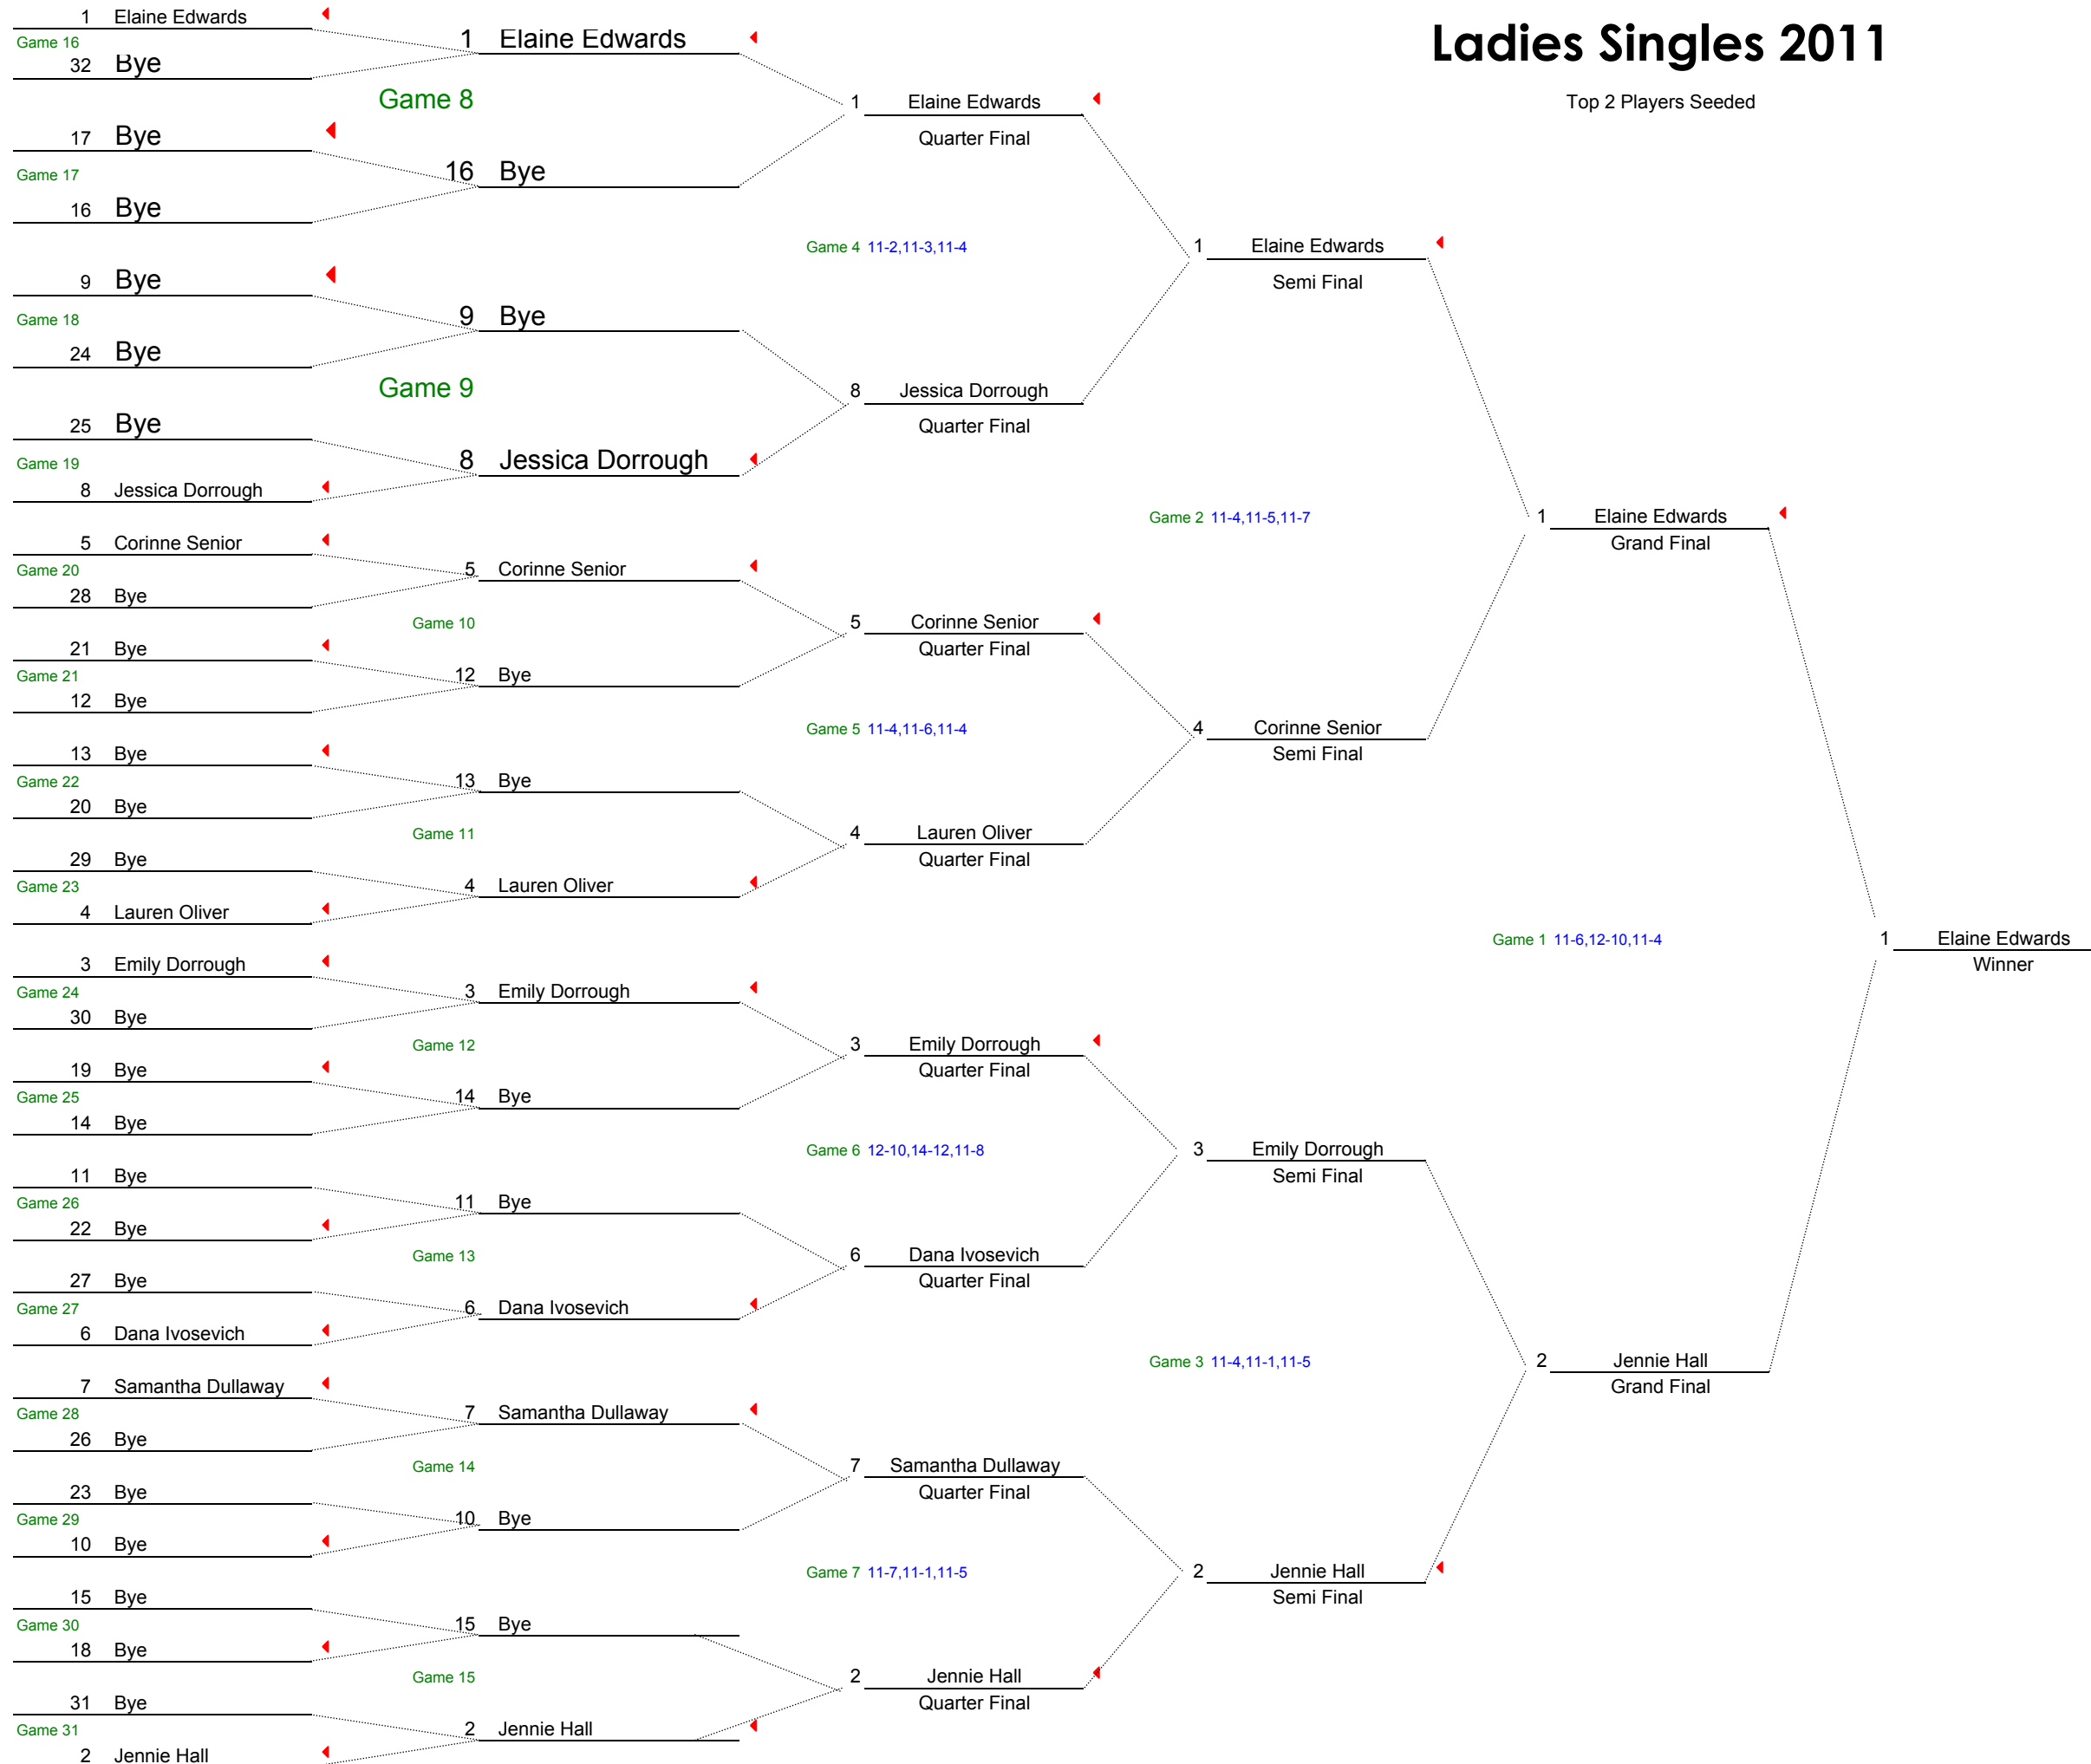 Ladies Singles 2011
Top 2 Players Seeded
1 Elaine Edwards
Game 16
32 Bye
17 Bye
Game 17
16 Bye
9 Bye
Game 18
24 Bye
25 Bye
Game 19
8 Jessica Dorrough
5 Corinne Senior
Game 20
28 Bye
21 Bye
Game 21
12 Bye
13 Bye
Game 22
20 Bye
29 Bye
Game 23
4 Lauren Oliver
3 Emily Dorrough
Game 24
30 Bye
19 Bye
Game 25
14 Bye
11 Bye
Game 26
22 Bye
27 Bye
Game 27
6 Dana Ivosevich
7 Samantha Dullaway
Game 28
26 Bye
23 Bye
Game 29
10 Bye
15 Bye
Game 30
18 Bye
31 Bye
Game 31
2 Jennie Hall
1 Elaine Edwards
Game 8
16 Bye
9 Bye
Game 9
8 Jessica Dorrough
5 Corinne Senior
Game 10
12 Bye
13 Bye
Game 11
4 Lauren Oliver
3 Emily Dorrough
Game 12
14 Bye
11 Bye
Game 13
6 Dana Ivosevich
7 Samantha Dullaway
Game 14
10 Bye
15 Bye
Game 15
2 Jennie Hall
1 Elaine Edwards
Quarter Final
Game 4 11-2,11-3,11-4
8 Jessica Dorrough
Quarter Final
5 Corinne Senior
Quarter Final
Game 5 11-4,11-6,11-4
4 Lauren Oliver
Quarter Final
3 Emily Dorrough
Quarter Final
Game 6 12-10,14-12,11-8
6 Dana Ivosevich
Quarter Final
7 Samantha Dullaway
Quarter Final
Game 7 11-7,11-1,11-5
2 Jennie Hall
Quarter Final
1 Elaine Edwards
Semi Final
Game 2 11-4,11-5,11-7
4 Corinne Senior
Semi Final
3 Emily Dorrough
Semi Final
Game 3 11-4,11-1,11-5
2 Jennie Hall
Semi Final
1 Elaine Edwards
Grand Final
Game 1 11-6,12-10,11-4
2 Jennie Hall
Grand Final
1 Elaine Edwards
Winner